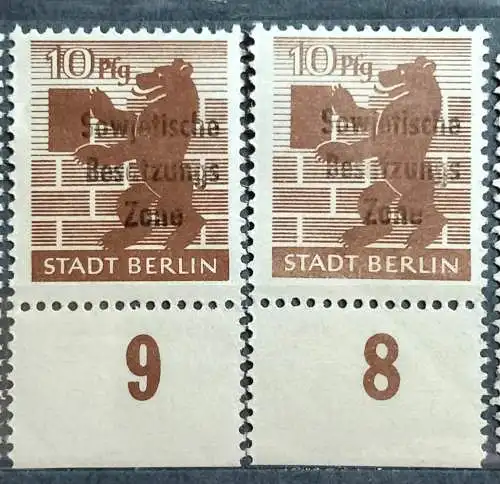 10 Pfg
Sowjetische
Besatzungs
Zone
STADT BERLIN
9
10 Pfg
Sowjetische
Besatzungs
Zone
STADT BERLIN
8